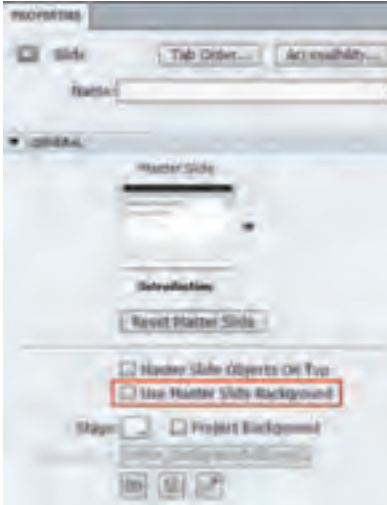 PROPERTIES
Slide Tab Order... Accessibility...
Name:
GENERAL
Master Slide
Introduction
Reset Master Slide
Master Slide Objects On Top
Use Master Slide Background
Stage: Project Background